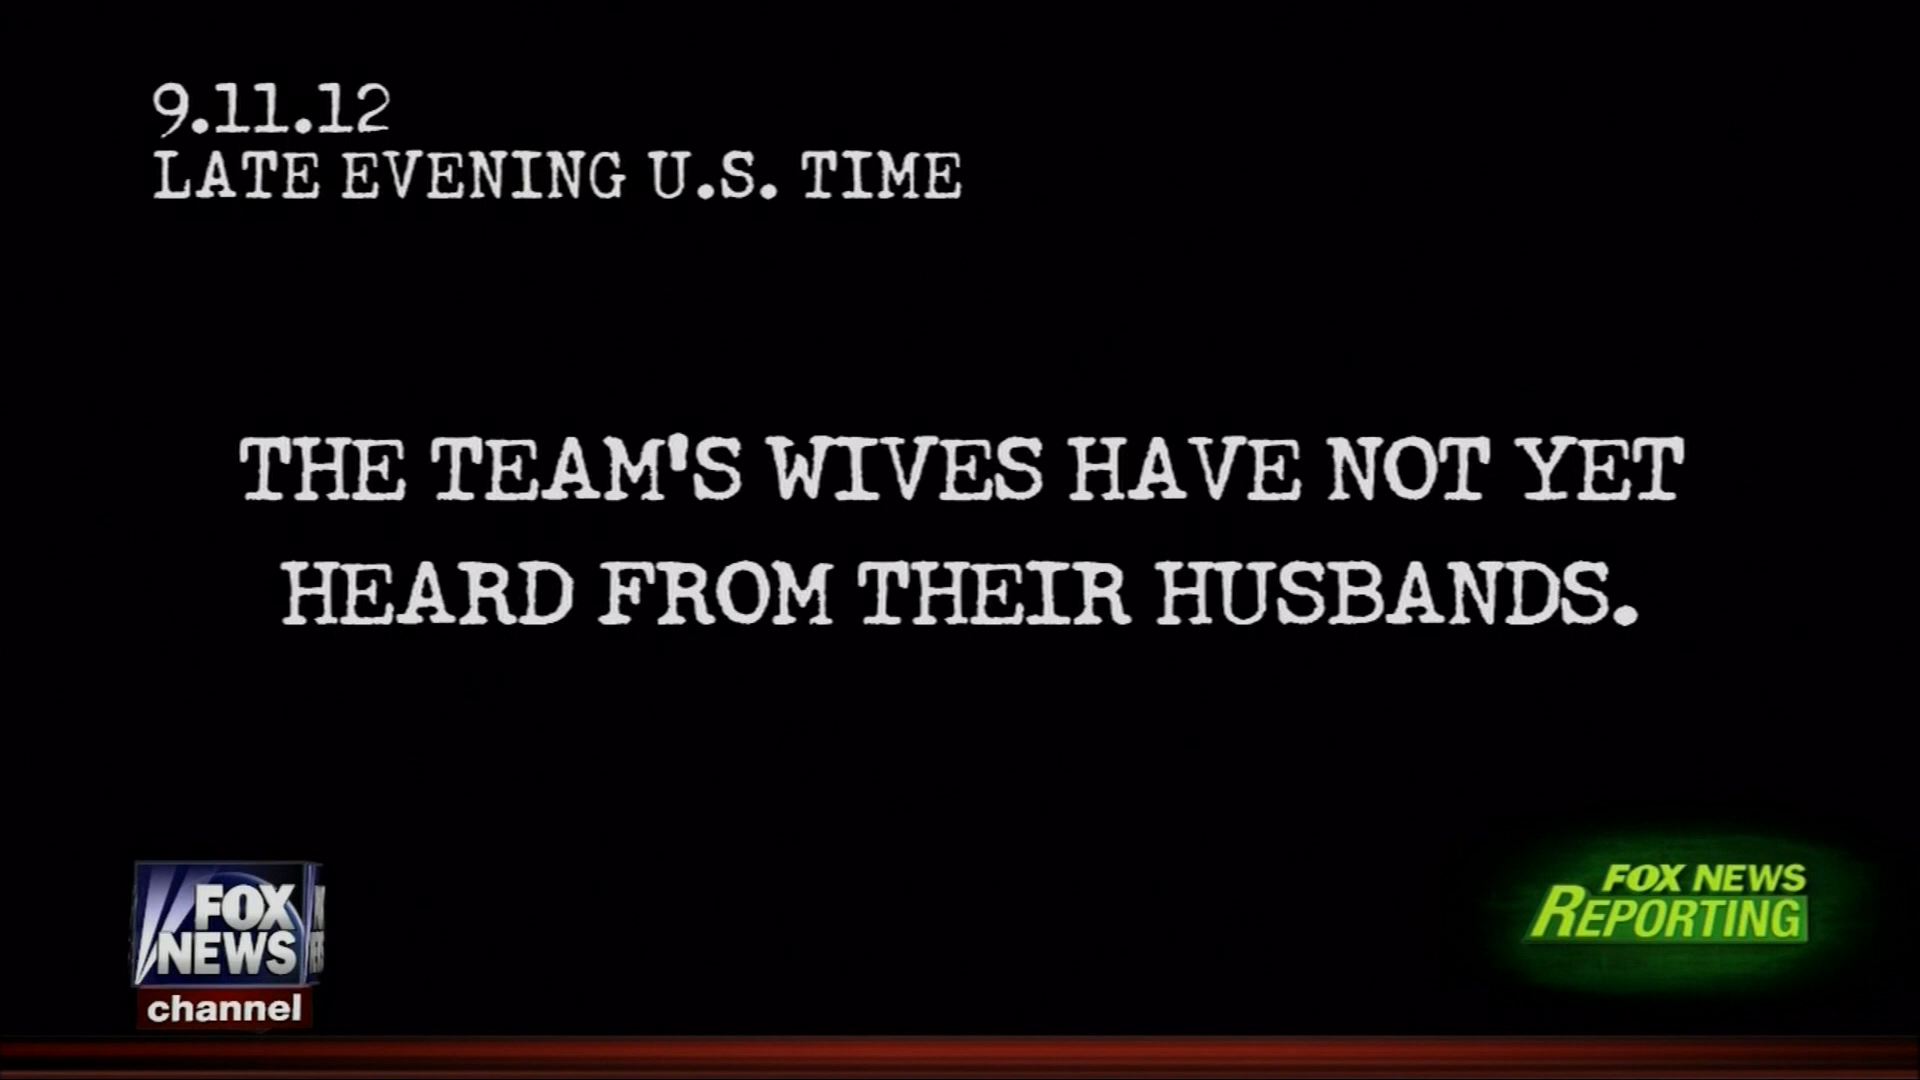 9.11.12
LATE EVENING U.S. TIME
THE TEAM'S WIVES HAVE NOT YET
HEARD FROM THEIR HUSBANDS.
FOX
NEWS
channel
FOX NEWS
REPORTING